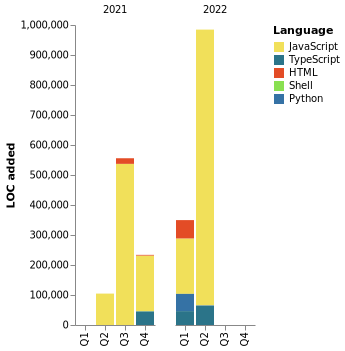 2021 2022
1,000,000
900,000
800,000
700,000
600,000
500,000
400,000
300,000
200,000
100,000
0
LOC added
Q1 Q2 Q3 Q4 Q1 Q2 Q3 Q4
Language
JavaScript
TypeScript
HTML
Shell
Python